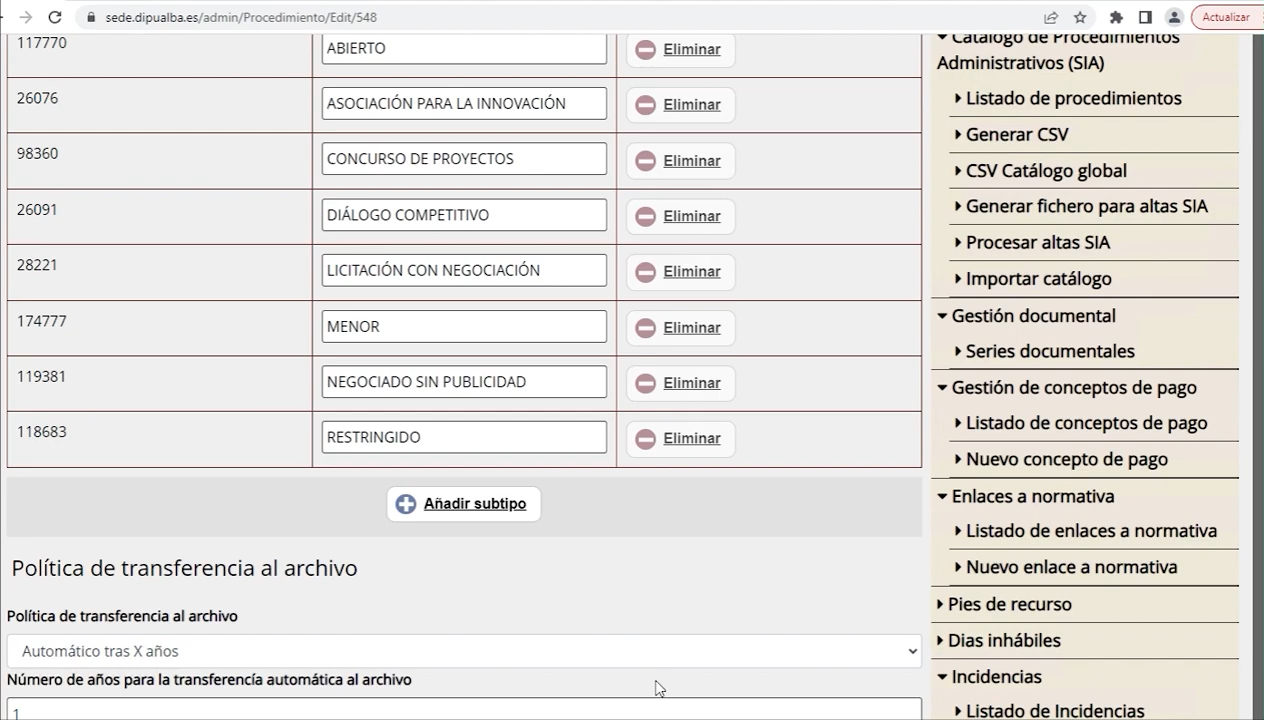 sede.dipualba.es/admin/Procedimiento/Edit/548
Actualizar
117770 ABIERTO Eliminar
26076 ASOCIACIÓN PARA LA INNOVACIÓN Eliminar
98360 CONCURSO DE PROYECTOS Eliminar
26091 DIÁLOGO COMPETITIVO Eliminar
28221 LICITACIÓN CON NEGOCIACIÓN Eliminar
174777 MENOR Eliminar
119381 NEGOCIADO SIN PUBLICIDAD Eliminar
118683 RESTRINGIDO Eliminar
Añadir subtipo
Política de transferencia al archivo
Política de transferencia al archivo
Automático tras X años
Número de años para la transferencía automática al archivo
1
Catálogo de Procedimientos
Administrativos (SIA)
Listado de procedimientos
Generar CSV
CSV Catálogo global
Generar fichero para altas SIA
Procesar altas SIA
Importar catálogo
Gestión documental
Series documentales
Gestión de conceptos de pago
Listado de conceptos de pago
Nuevo concepto de pago
Enlaces a normativa
Listado de enlaces a normativa
Nuevo enlace a normativa
Pies de recurso
Dias inhábiles
Incidencias
Listado de Incidencias